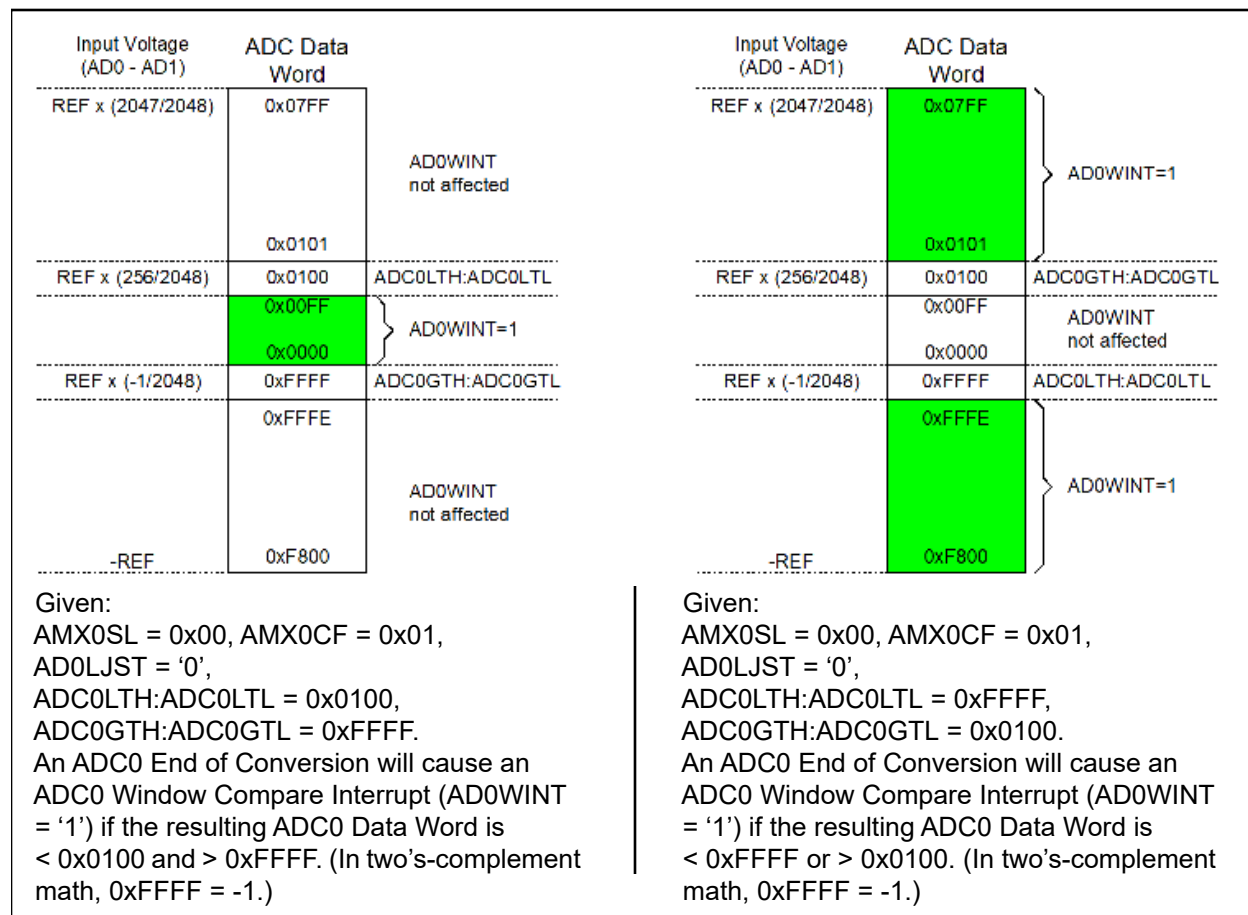 Input Voltage
(AD0 - AD1)
ADC Data
Word
REF x (2047/2048)
0x07FF
AD0WINT
not affected
0x0101
REF x (256/2048)
0x0100
ADC0LTH:ADC0LTL
0x00FF
AD0WINT=1
0x0000
REF x (-1/2048)
0xFFFF
ADC0GTH:ADC0GTL
0xFFFE
AD0WINT
not affected
-REF
0xF800
Given:
AMX0SL = 0x00, AMX0CF = 0x01,
AD0LJST = ‘0’,
ADC0LTH:ADC0LTL = 0x0100,
ADC0GTH:ADC0GTL = 0xFFFF.
An ADC0 End of Conversion will cause an
ADC0 Window Compare Interrupt (AD0WINT
= ‘1’) if the resulting ADC0 Data Word is
< 0x0100 and > 0xFFFF. (In two’s-complement
math, 0xFFFF = -1.)
Input Voltage
(AD0 - AD1)
ADC Data
Word
REF x (2047/2048)
0x07FF
AD0WINT=1
0x0101
REF x (256/2048)
0x0100
ADC0GTH:ADC0GTL
0x00FF
AD0WINT
not affected
0x0000
REF x (-1/2048)
0xFFFF
ADC0LTH:ADC0LTL
0xFFFE
AD0WINT=1
-REF
0xF800
Given:
AMX0SL = 0x00, AMX0CF = 0x01,
AD0LJST = ‘0’,
ADC0LTH:ADC0LTL = 0xFFFF,
ADC0GTH:ADC0GTL = 0x0100.
An ADC0 End of Conversion will cause an
ADC0 Window Compare Interrupt (AD0WINT
= ‘1’) if the resulting ADC0 Data Word is
< 0xFFFF or > 0x0100. (In two’s-complement
math, 0xFFFF = -1.)